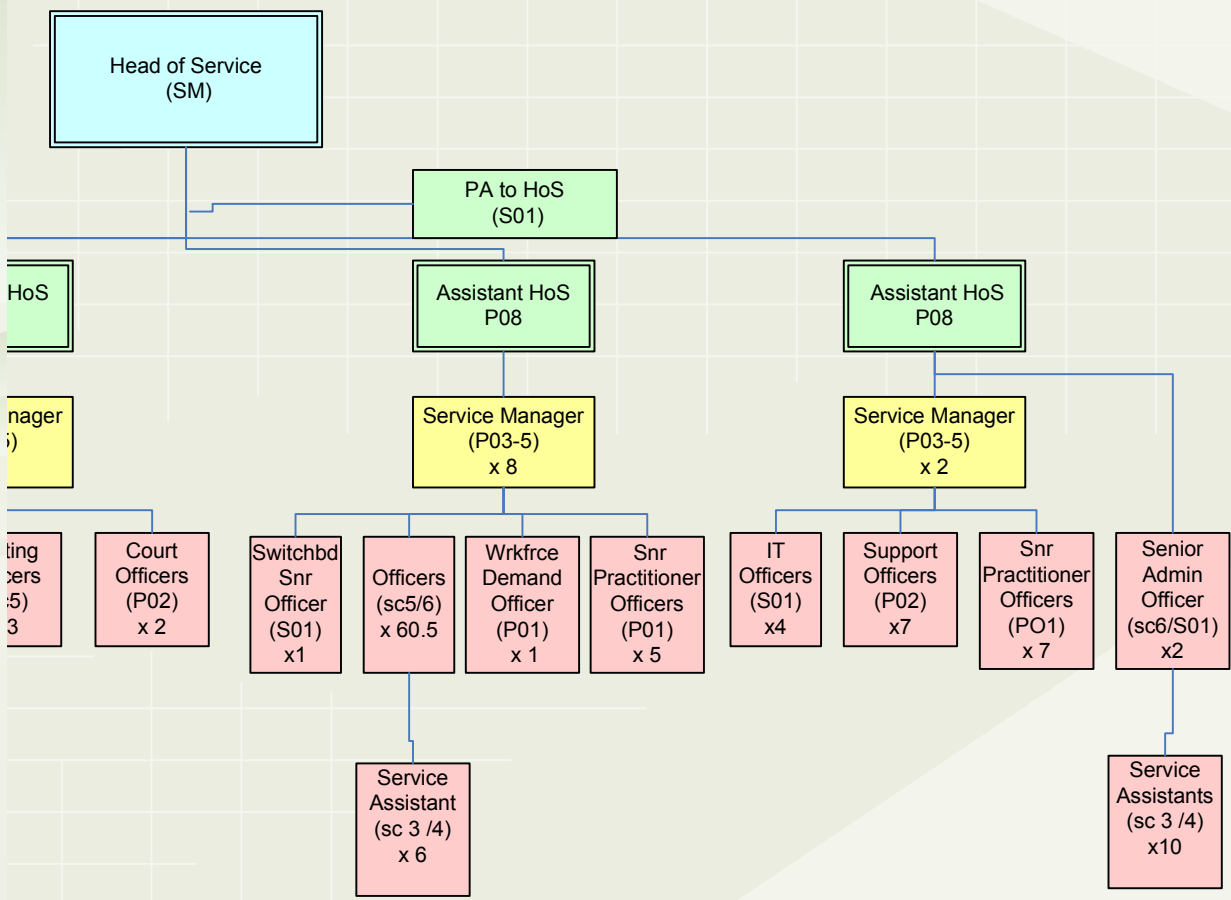 Head of Service
(SM)
PA to HoS
(S01)
HoS
Assistant HoS
P08
Assistant HoS
P08
Service Manager
(P03-5)
x 8
Service Manager
(P03-5)
x 2
Court
Officers
(P02)
x 2
Switchbd
Snr
Officer
(S01)
x1
Officers
(sc5/6)
x 60.5
Wrkfrce
Demand
Officer
(P01)
x 1
Snr
Practitioner
Officers
(P01)
x 5
IT
Officers
(S01)
x4
Support
Officers
(P02)
x7
Snr
Practitioner
Officers
(PO1)
x 7
Senior
Admin
Officer
(sc6/S01)
x2
Service
Assistant
(sc 3 /4)
x 6
Service
Assistants
(sc 3 /4)
x10